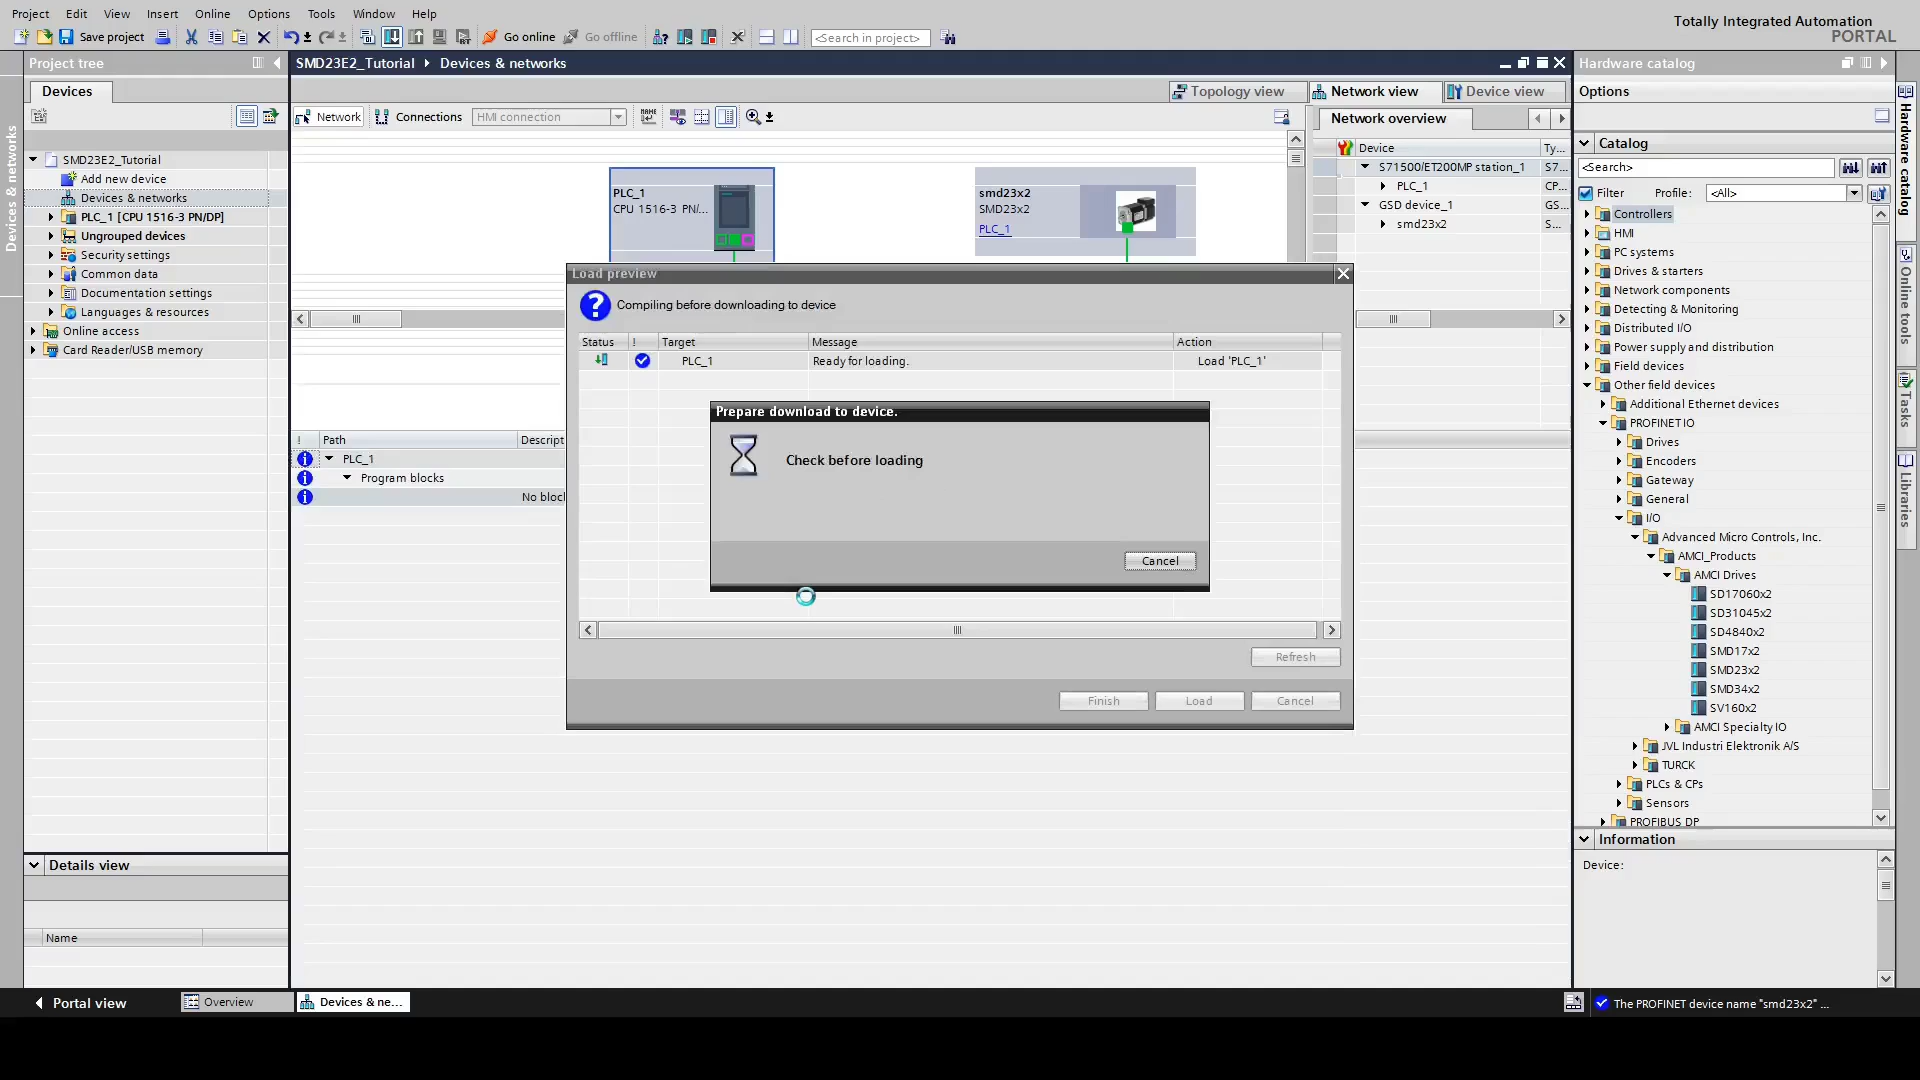 Project Edit View Insert Online Options Tools Window Help
Totally Integrated Automation
PORTAL
Save project Go online Go offline <Search in project>
Project tree
SMD23E2_Tutorial Devices & networks
Hardware catalog
Devices
Topology view Network view Device view
Options
Network Connections HMI connection
Network overview
Device Ty...
Catalog
SMD23E2_Tutorial
Add new device
Devices & networks
PLC_1 [CPU 1516-3 PN/DP]
Ungrouped devices
Security settings
Common data
Documentation settings
Languages & resources
Online access
Card Reader/USB memory
PLC_1
CPU 1516-3 PN/...
smd23x2
SMD23x2
PLC_1
S71500/ET200MP station_1 S7...
PLC_1 CP...
GSD device_1 GS...
smd23x2 S...
<Search>
Filter Profile: <All>
Controllers
HMI
PC systems
Drives & starters
Network components
Detecting & Monitoring
Distributed I/O
Power supply and distribution
Field devices
Other field devices
Additional Ethernet devices
PROFINET IO
Drives
Encoders
Gateway
General
I/O
Advanced Micro Controls, Inc.
AMCI_Products
AMCI Drives
SD17060x2
SD31045x2
SD4840x2
SMD17x2
SMD23x2
SMD34x2
SV160x2
AMCI Specialty IO
JVL Industri Elektronik A/S
TURCK
PLCs & CPs
Sensors
PROFIBUS DP
Load preview
Compiling before downloading to device
Status ! Target Message Action
PLC_1 Ready for loading. Load 'PLC_1'
Prepare download to device.
Check before loading
Cancel
Refresh
Finish Load Cancel
! Path Descript
PLC_1
Program blocks
No bloc
Details view
Name
Information
Device:
Devices & networks
Hardware catalog
Online tools
Tasks
Libraries
Portal view Overview Devices & ne...
The PROFINET device name "smd23x2" ...